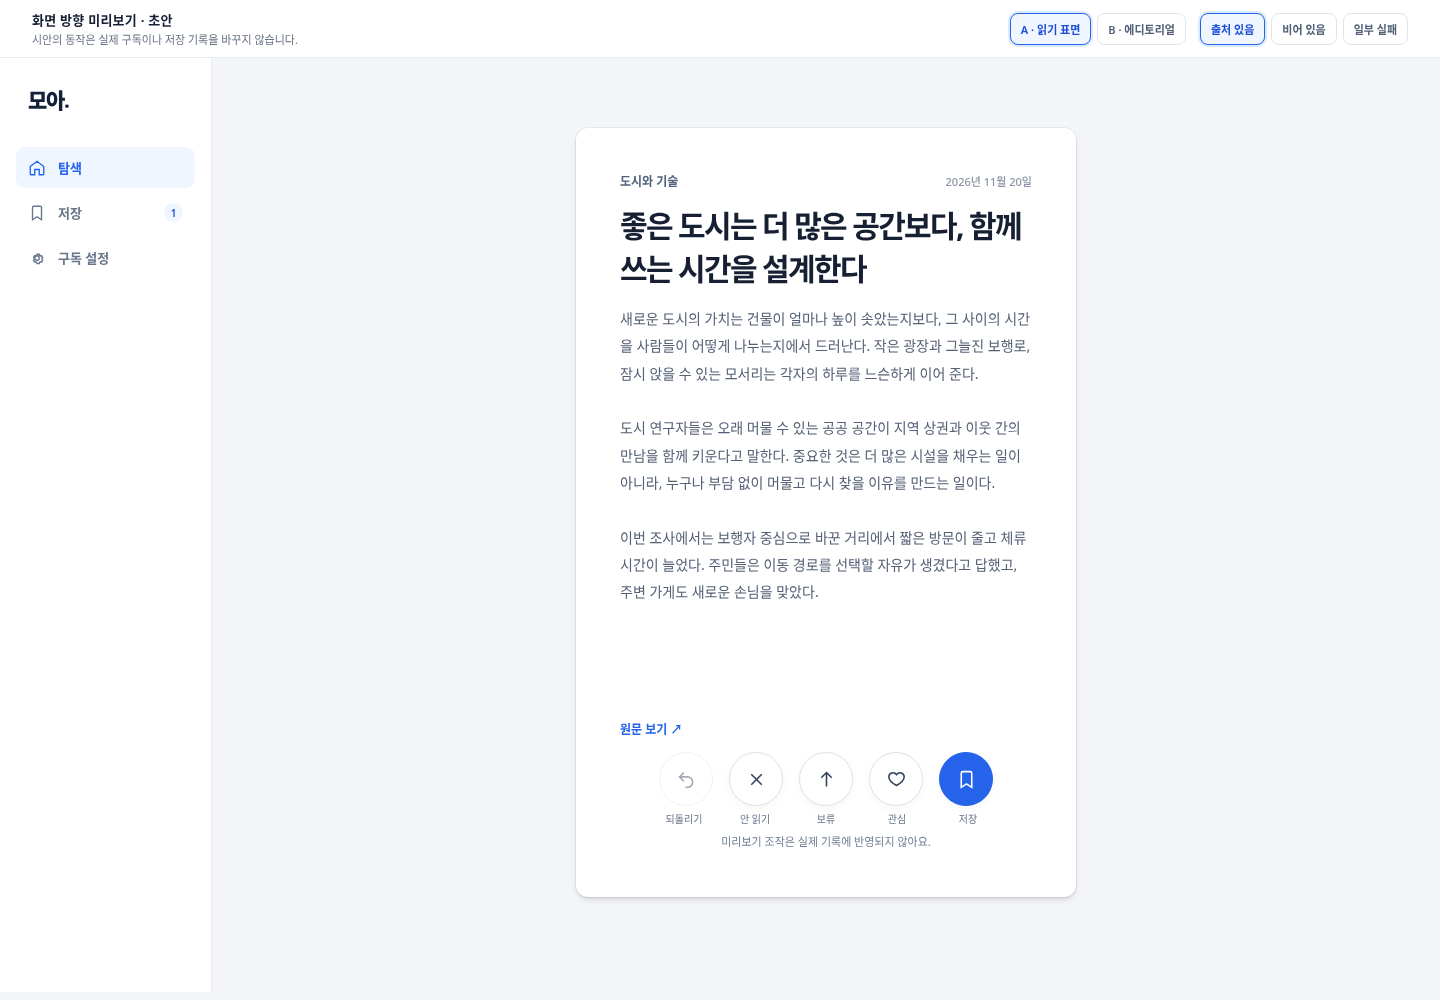 화면 방향 미리보기 · 초안
시안의 동작은 실제 구독이나 저장 기록을 바꾸지 않습니다.
A · 읽기 표면
B · 에디토리얼
출처 있음
비어 있음
일부 실패
모아.
탐색
저장
1
구독 설정
도시와 기술
2026년 11월 20일
좋은 도시는 더 많은 공간보다, 함께
쓰는 시간을 설계한다
새로운 도시의 가치는 건물이 얼마나 높이 솟았는지보다, 그 사이의 시간
을 사람들이 어떻게 나누는지에서 드러난다. 작은 광장과 그늘진 보행로,
잠시 앉을 수 있는 모서리는 각자의 하루를 느슨하게 이어 준다.
도시 연구자들은 오래 머물 수 있는 공공 공간이 지역 상권과 이웃 간의
만남을 함께 키운다고 말한다. 중요한 것은 더 많은 시설을 채우는 일이
아니라, 누구나 부담 없이 머물고 다시 찾을 이유를 만드는 일이다.
이번 조사에서는 보행자 중심으로 바꾼 거리에서 짧은 방문이 줄고 체류
시간이 늘었다. 주민들은 이동 경로를 선택할 자유가 생겼다고 답했고,
주변 가게도 새로운 손님을 맞았다.
원문 보기 ↗
되돌리기
안 읽기
보류
관심
저장
미리보기 조작은 실제 기록에 반영되지 않아요.